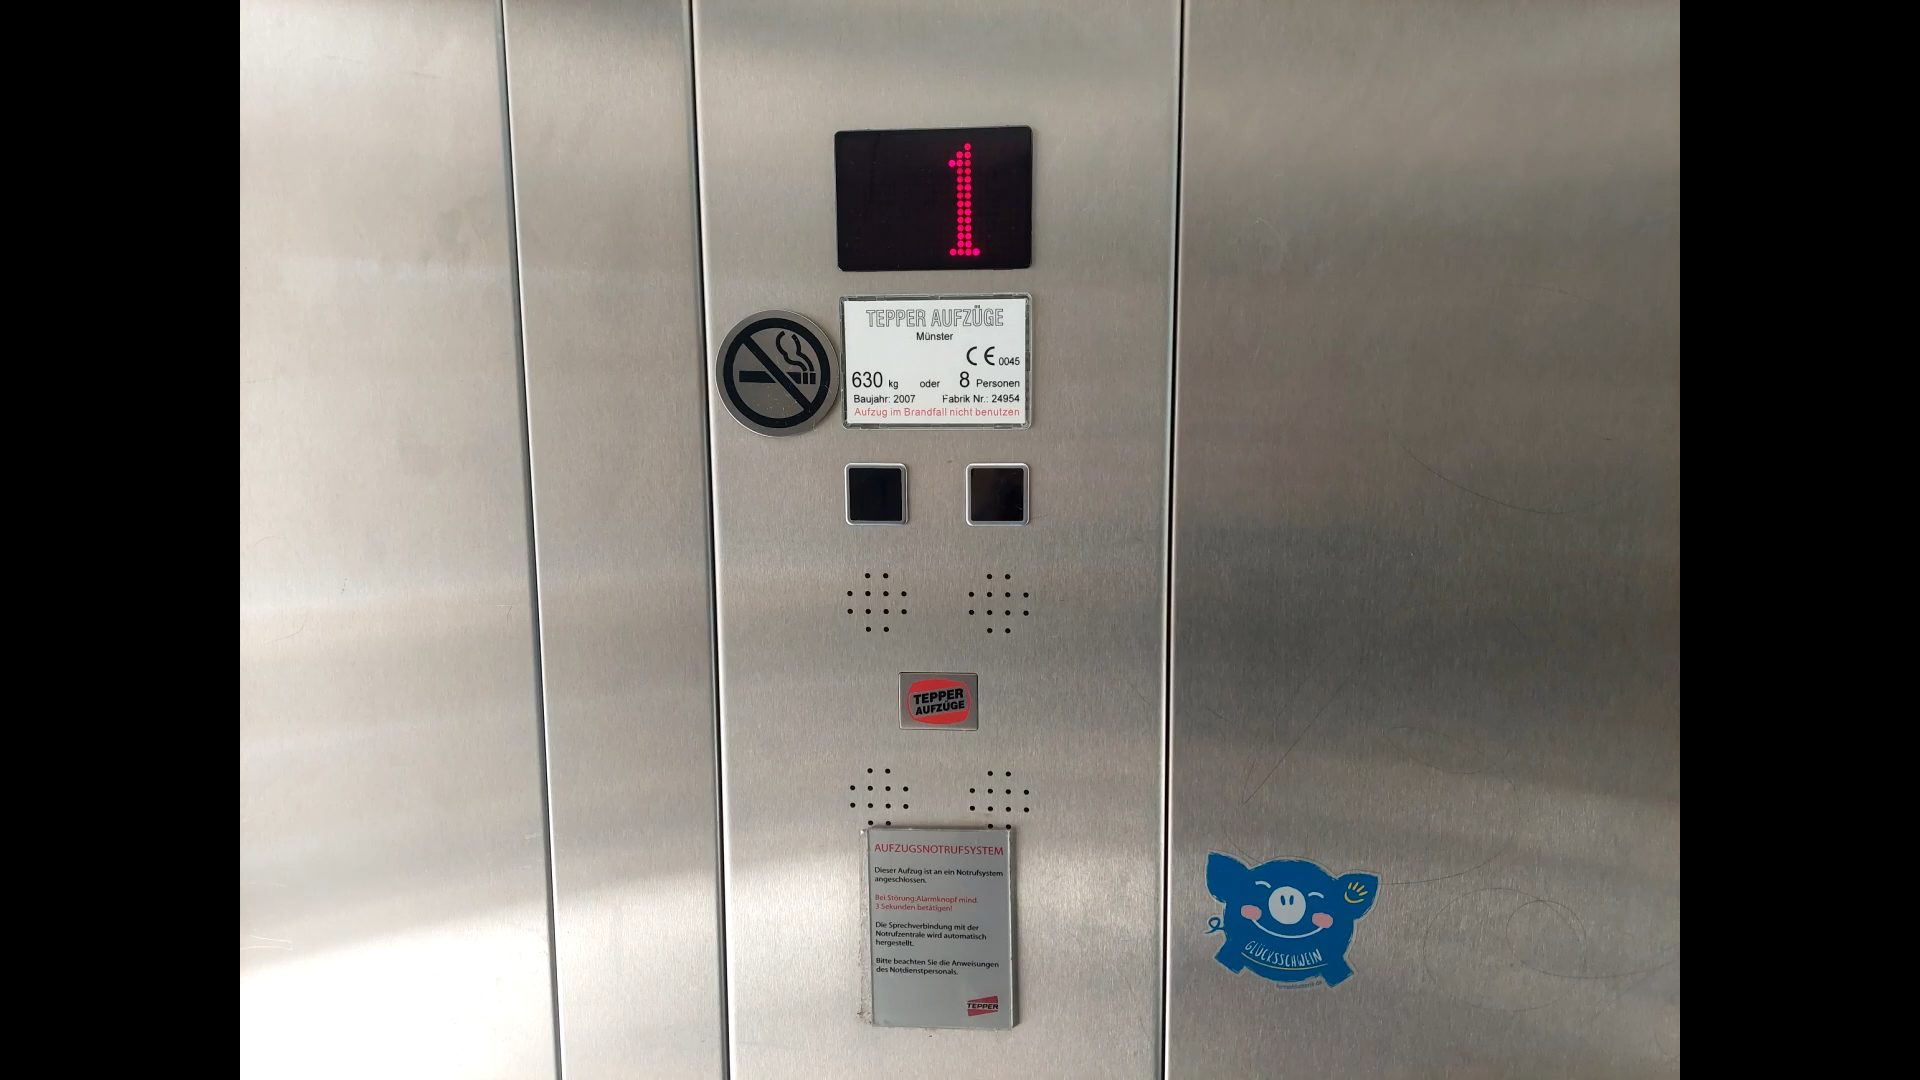 1
TEPPER AUFZÜGE
Münster
CE 0045
630 kg oder 8 Personen
Baujahr: 2007 Fabrik Nr.: 24954
Aufzug im Brandfall nicht benutzen
TEPPER
AUFZÜGE
AUFZUGSNOTRUFSYSTEM
Dieser Aufzug ist an ein Notrufsystem
angeschlossen.
Bei Störung:Alarmknopf mind.
3 Sekunden betätigen!
Die Sprechverbindung mit der
Notrufzentrale wird automatisch
hergestellt.
Bitte beachten Sie die Anweisungen
des Notdienstpersonals.
TEPPER
GLÜCKSSCHWEIN